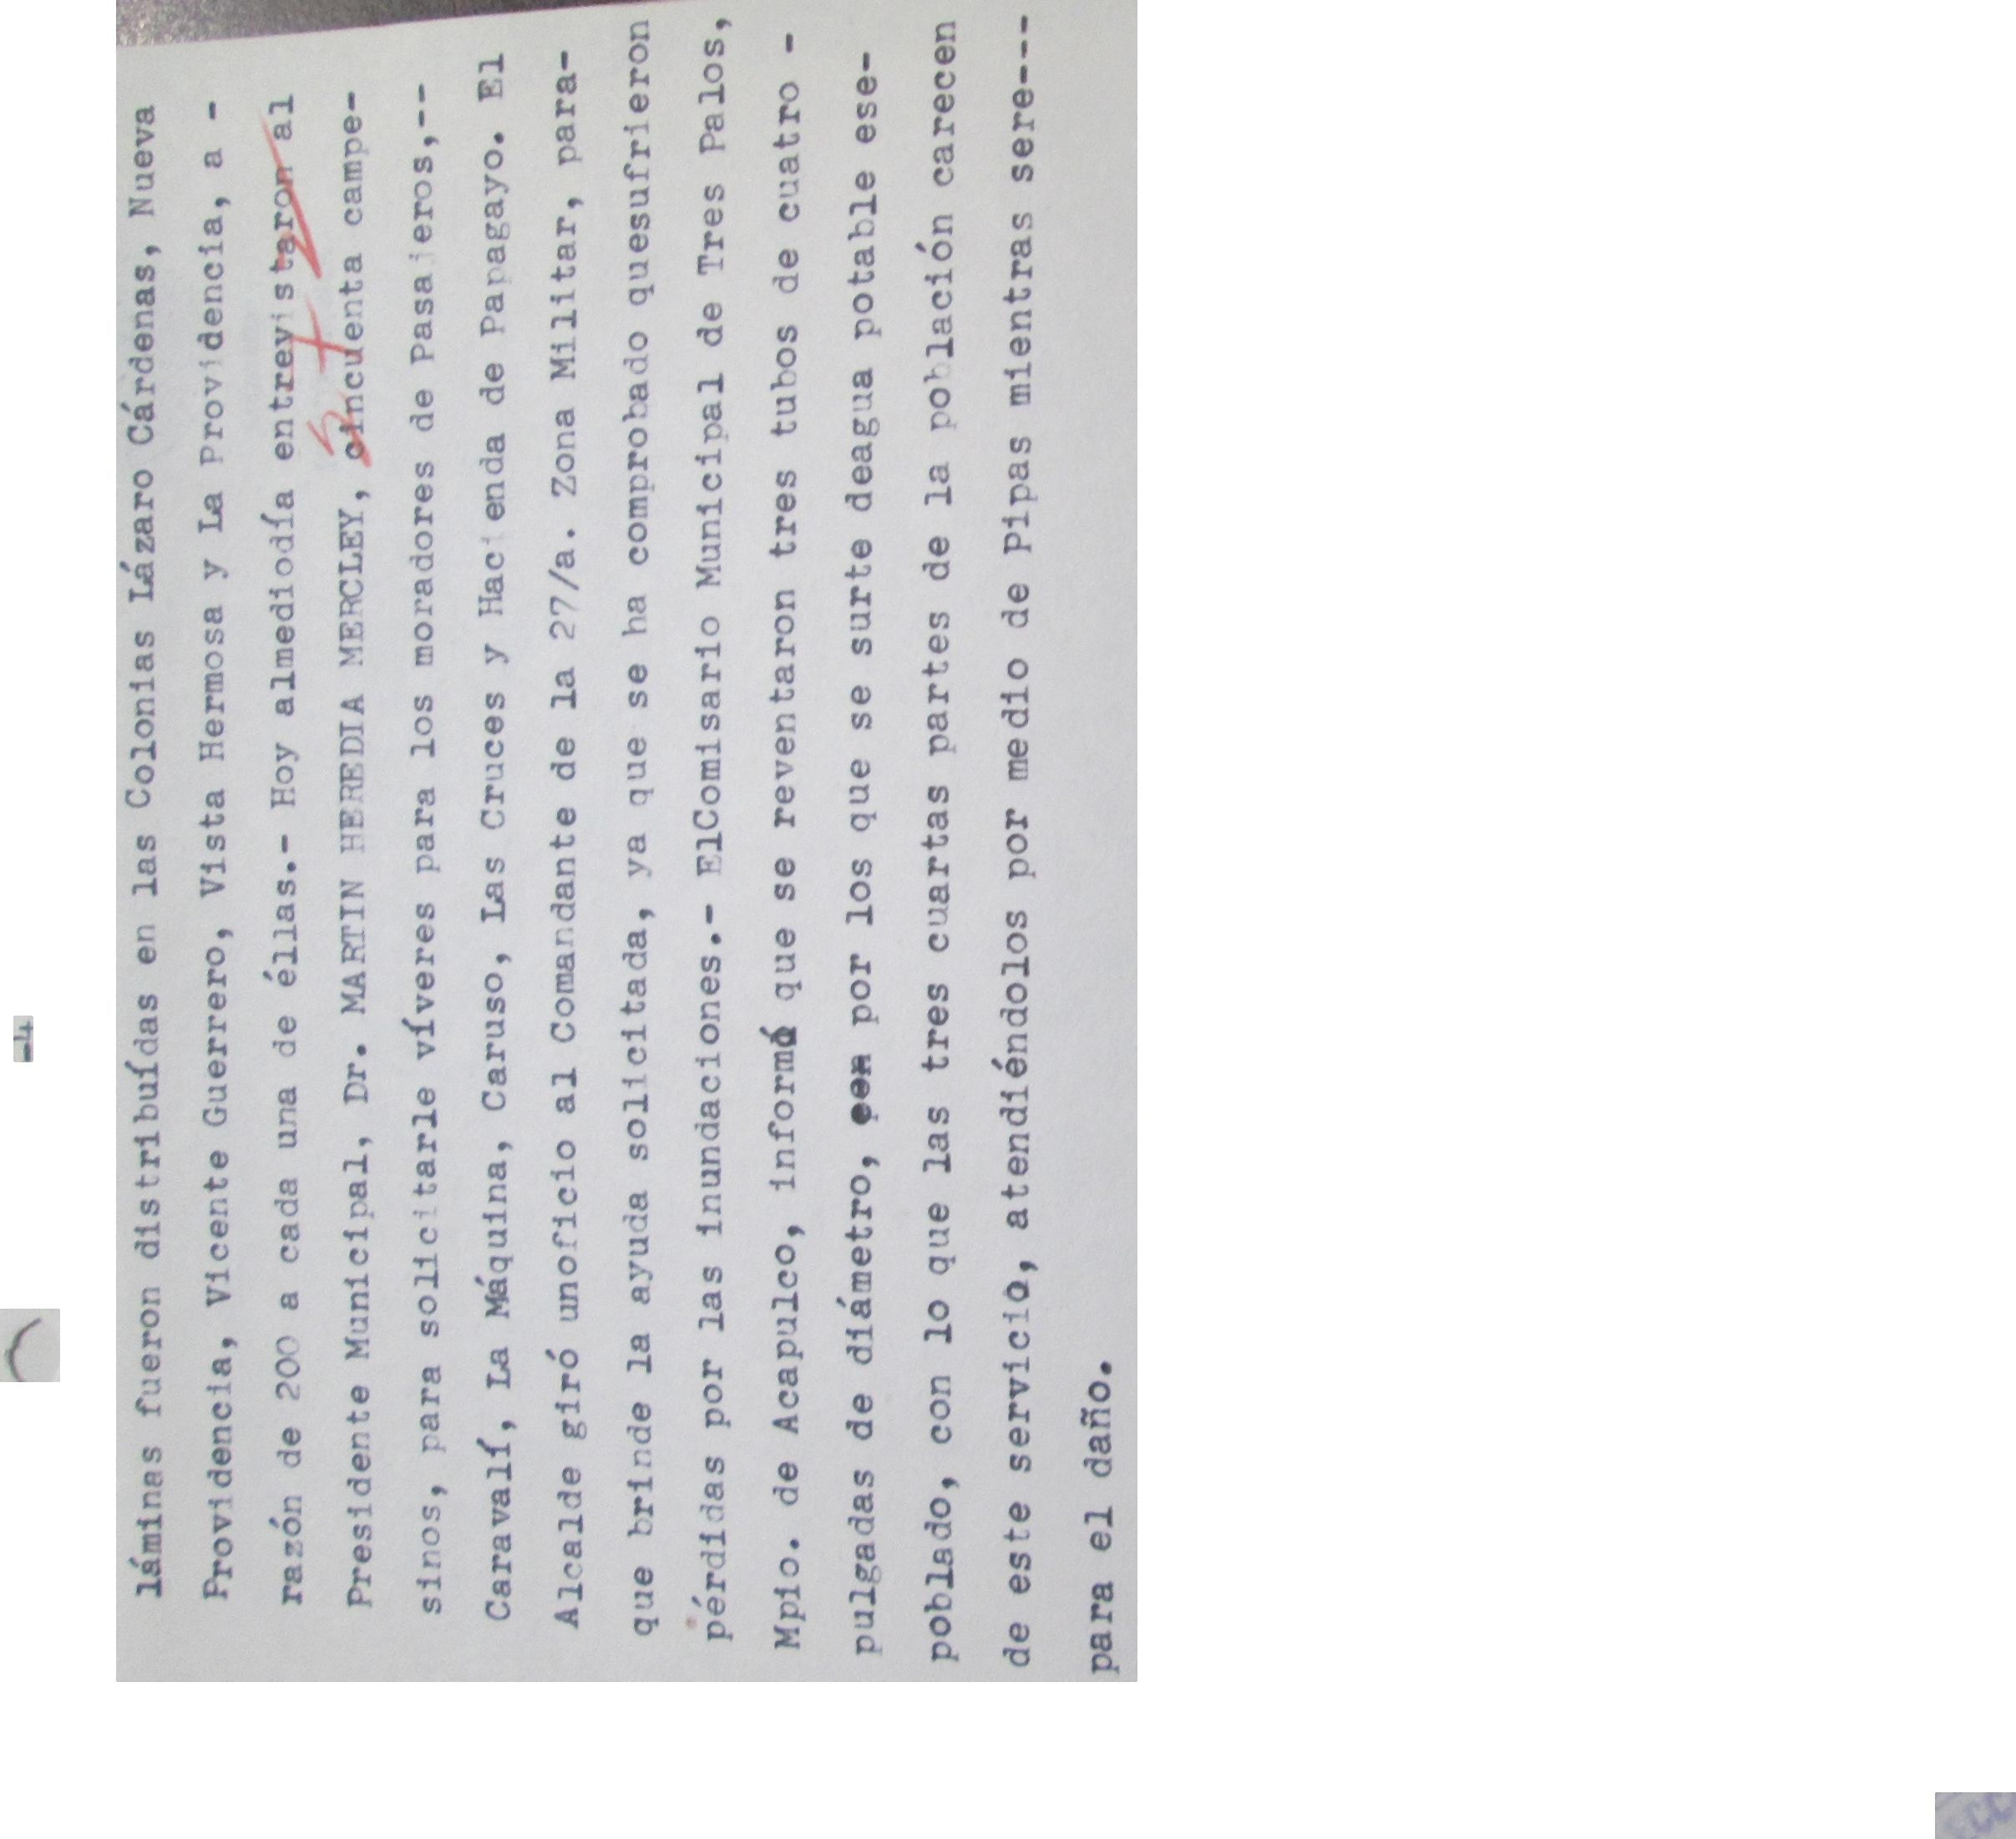 láminas fueron distribuídas en las Colonias Lázaro Cárdenas, Nueva
Providencia, Vicente Guerrero, Vista Hermosa y La Providencia, a -
razón de 200 a cada una de éllas.- Hoy almediodía entrevistaron al
Presidente Municipal, Dr. MARTIN HEREDIA MERCLEY, cincuenta campe-
sinos, para solicitarle víveres para los moradores de Pasajeros,--
Caravalí, La Máquina, Caruso, Las Cruces y Hacienda de Papagayo. El
Alcalde giró unoficio al Comandante de la 27/a. Zona Militar, para-
que brinde la ayuda solicitada, ya que se ha comprobado quesufrieron
pérdidas por las inundaciones.- ElComisario Municipal de Tres Palos,
Mpio. de Acapulco, informó que se reventaron tres tubos de cuatro -
pulgadas de diámetro, por los que se surte deagua potable ese-
poblado, con lo que las tres cuartas partes de la población carecen
de este servicio, atendiéndolos por medio de Pipas mientras sere---
para el daño.